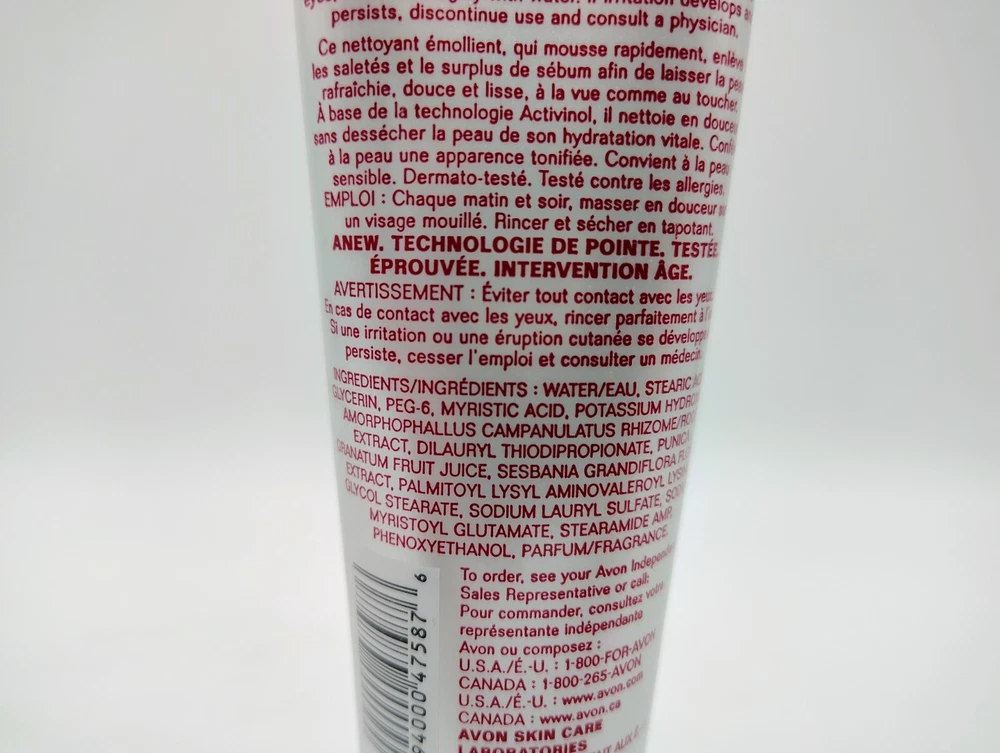 persists, discontinue use and consult a physician.
Ce nettoyant émollient, qui mousse rapidement, enlève
les saletés et le surplus de sébum afin de laisser la
rafraîchie, douce et lisse, à la vue comme au toucher.
À base de la technologie Activinol, il nettoie en
sans dessécher la peau de son hydratation vitale.
à la peau une apparence tonifiée. Convient à la
sensible. Dermato-testé. Testé contre les allergies.
EMPLOI : Chaque matin et soir, masser en douceur
un visage mouillé. Rincer et sécher en tapotant.
ANEW. TECHNOLOGIE DE POINTE. TESTÉE.
ÉPROUVÉE. INTERVENTION ÂGE.
AVERTISSEMENT : Éviter tout contact avec les
En cas de contact avec les yeux, rincer parfaitement à
Si une irritation ou une éruption cutanée se
persiste, cesser l'emploi et consulter un médecin.
INGREDIENTS/INGRÉDIENTS : WATER/EAU, STEARIC
GLYCERIN, PEG-6, MYRISTIC ACID, POTASSIUM
AMORPHOPHALLUS CAMPANULATUS
EXTRACT, DILAURYL THIODIPROPIONATE, PUNICA
GRANATUM FRUIT JUICE, SESBANIA GRANDIFLORA
EXTRACT, PALMITOYL LYSYL AMINOVALEROYL
GLYCOL STEARATE, SODIUM LAURYL SULFATE,
MYRISTOYL GLUTAMATE, STEARAMIDE AMP,
PHENOXYETHANOL, PARFUM/FRAGRANCE.
To order, see your Avon
Sales Representative or call:
Pour commander, consultez
représentante indépendante
Avon ou composez :
U.S.A./É.-U. : 1-800-FOR-AVON
CANADA : 1-800-265-AVON
U.S.A./É.-U. : www.avon.com
CANADA : www.avon.ca
AVON SKIN CARE
LABORATORIES
94000 47587 6